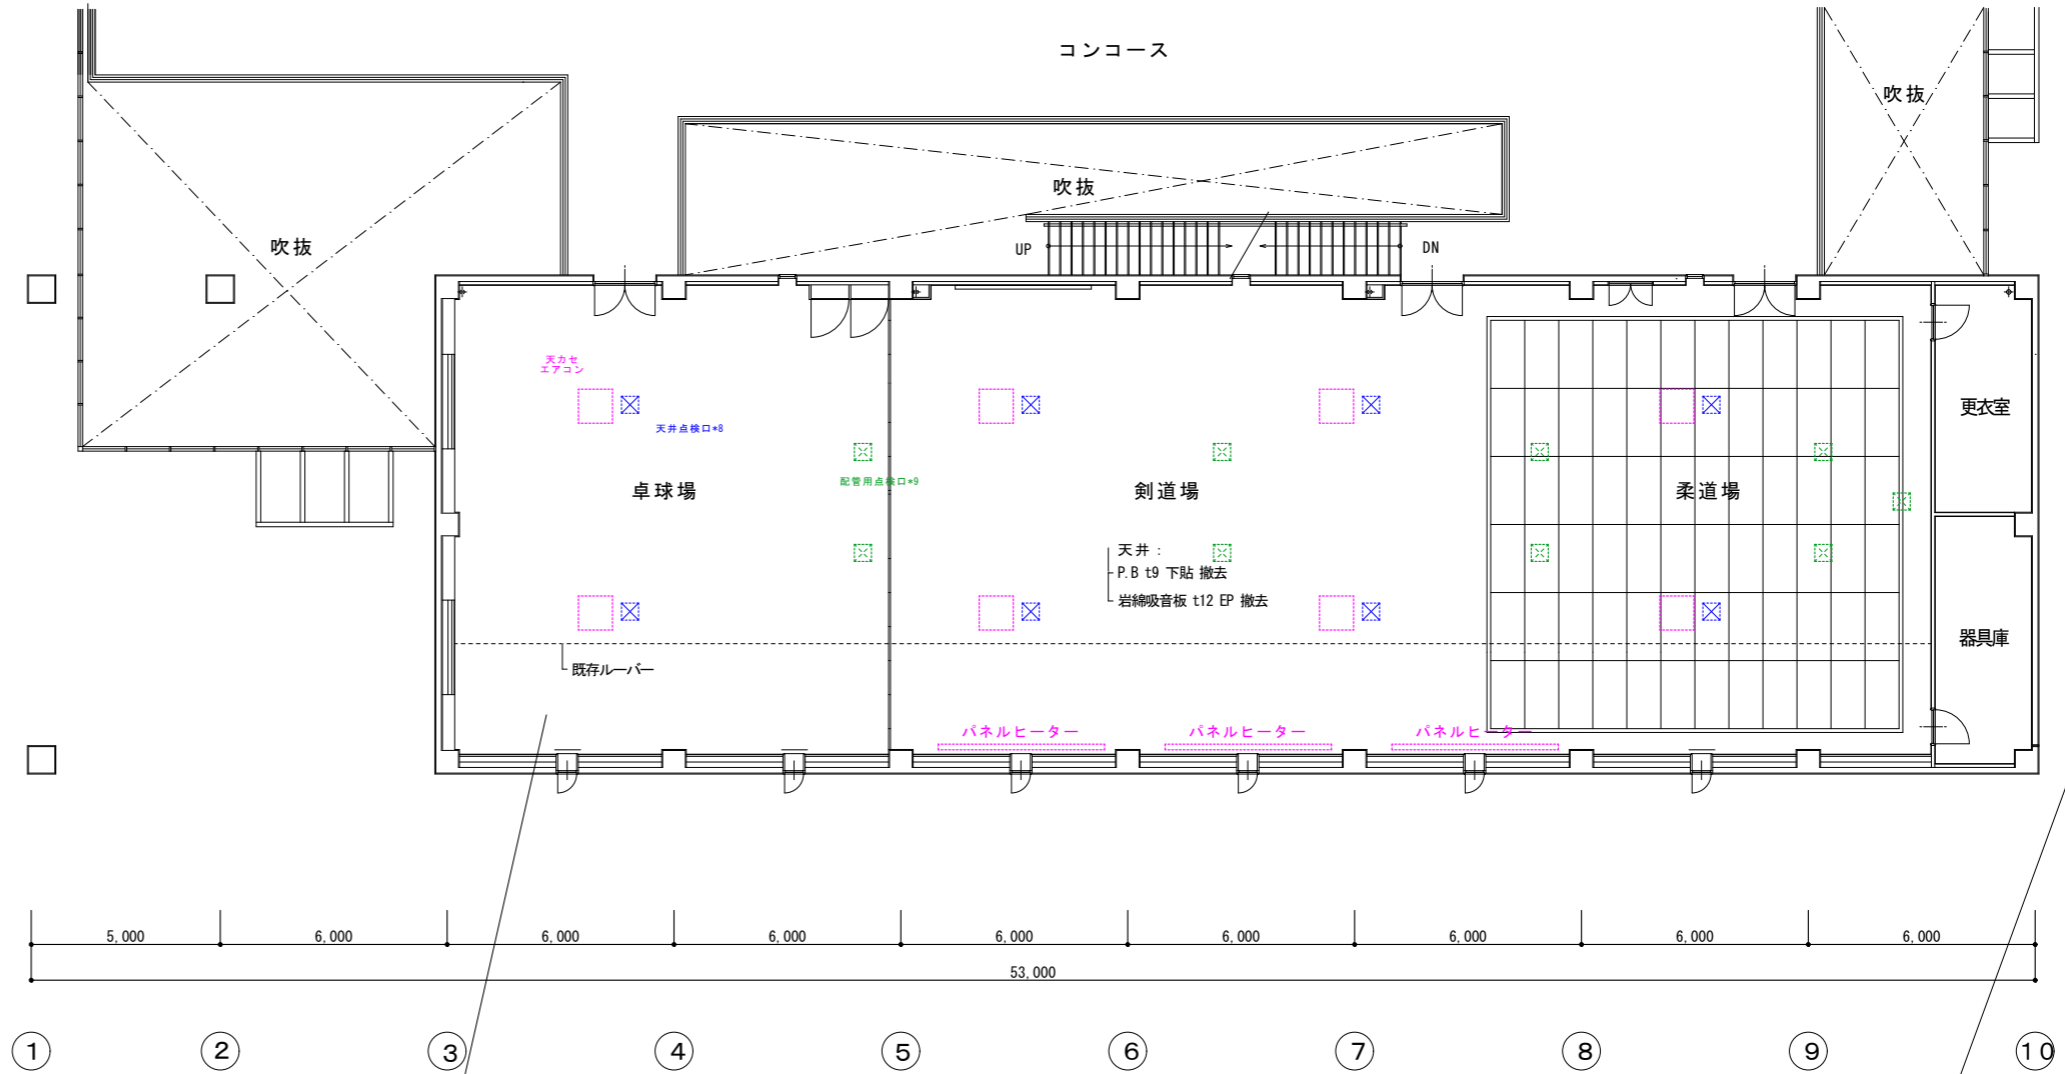 コンコース
吹抜
吹抜
吹抜
UP
DN
天カセ
エアコン
天井点検口*8
配管用点検口*9
卓球場
剣道場
柔道場
更衣室
器具庫
天井:
P.B t9 下貼 撤去
岩綿吸音板 t12 EP 撤去
既存ルーバー
パネルヒーター
パネルヒーター
パネルヒーター
5,000
6,000
6,000
6,000
6,000
6,000
6,000
6,000
6,000
53,000
1
2
3
4
5
6
7
8
9
10